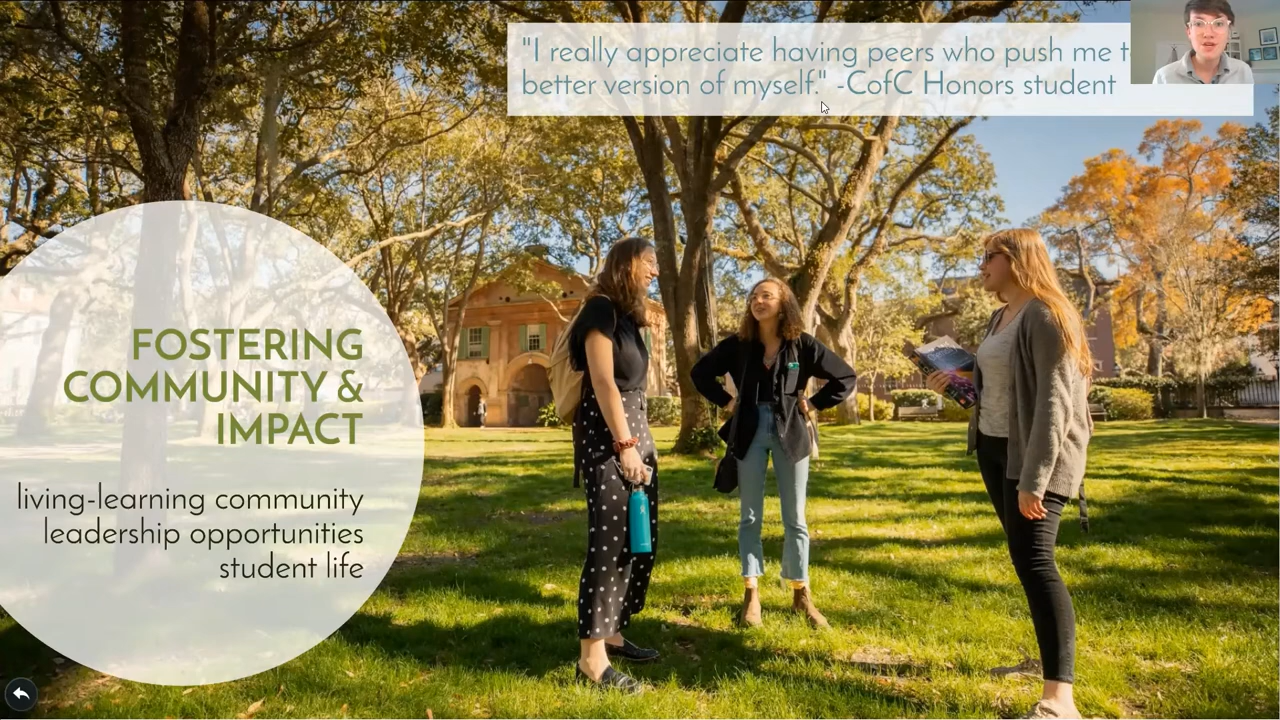 "I really appreciate having peers who push me t
better version of myself." -CofC Honors student
FOSTERING
COMMUNITY &
IMPACT
living-learning community
leadership opportunities
student life